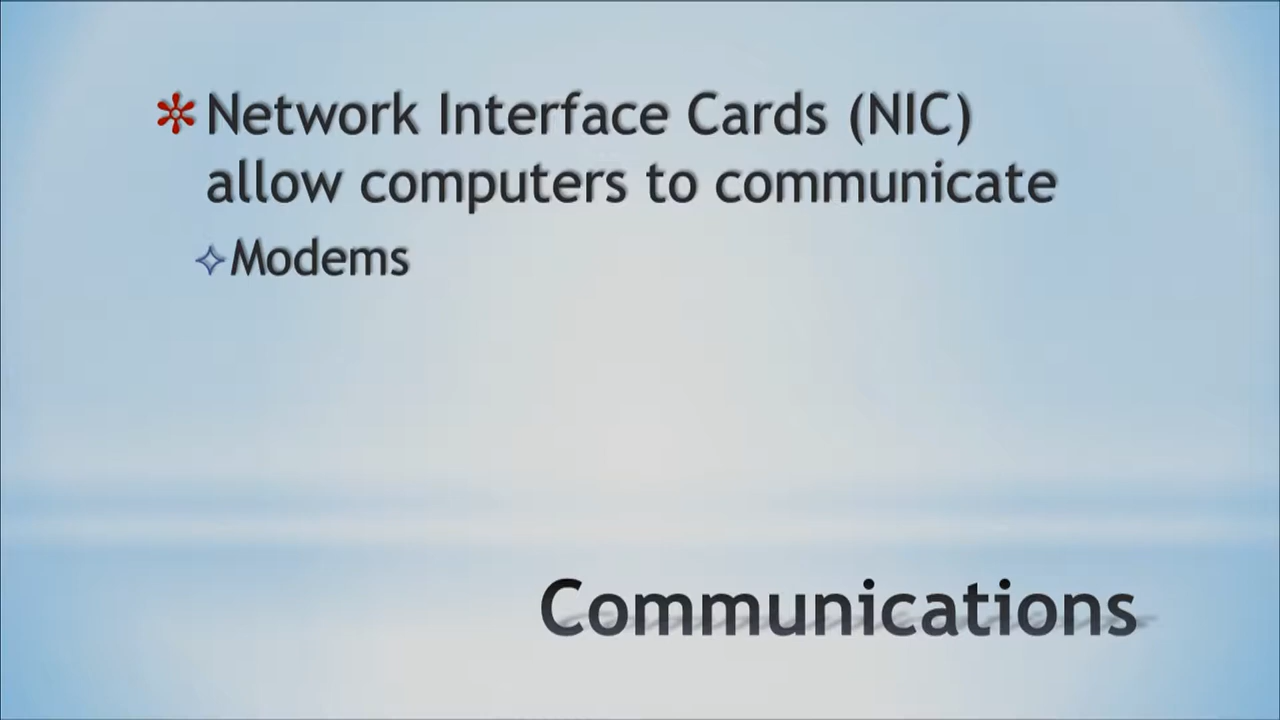 Network Interface Cards (NIC)
allow computers to communicate
Modems
Communications